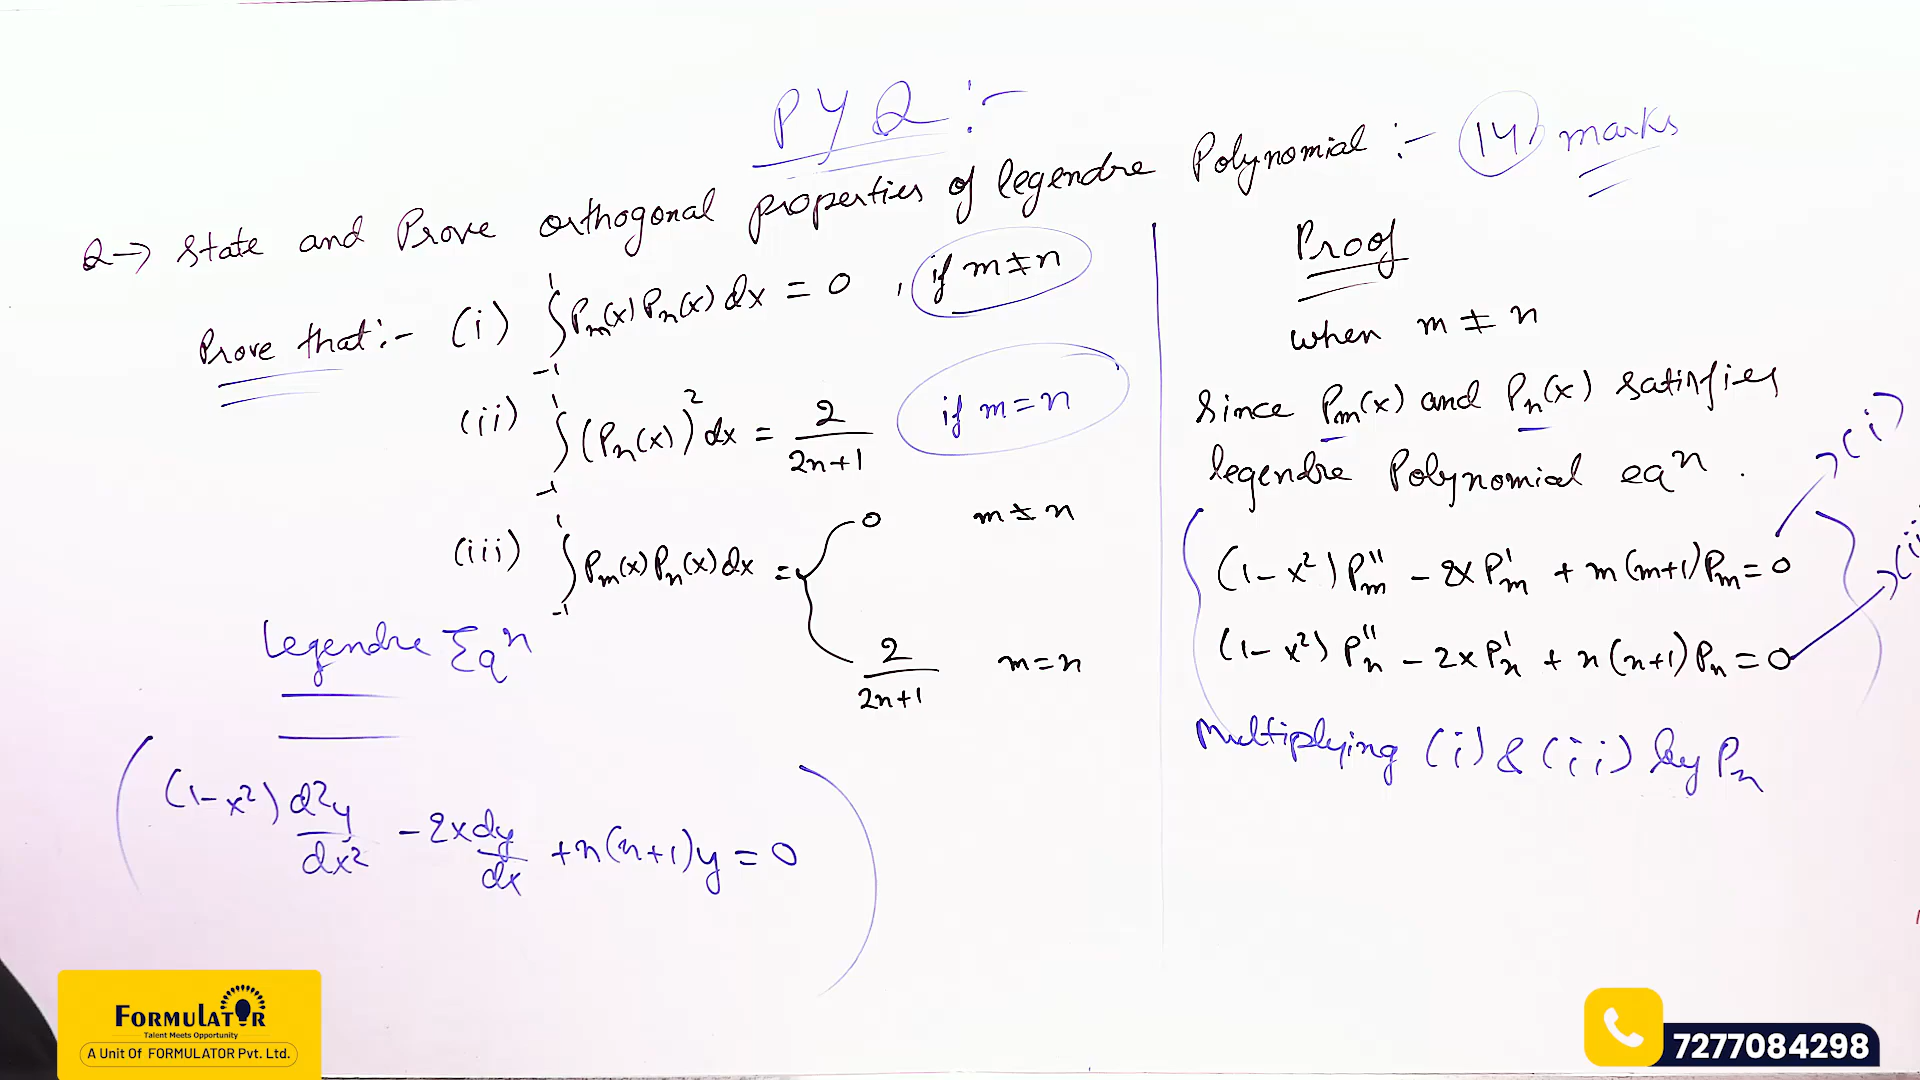 PYQ :-
Q→ State and Prove orthogonal properties of legendre Polynomial :- (14) marks
Prove that :- (i) ∫₋₁¹ Pm(x) Pn(x) dx = 0 , if m ≠ n
(ii) ∫₋₁¹ (Pn(x))² dx = 2/(2n+1) if m = n
(iii) ∫₋₁¹ Pm(x) Pn(x) dx = 0 m ≠ n
2/(2n+1) m = n
Legendre Eqⁿ
(1-x²) d²y/dx² - 2x dy/dx + n(n+1)y = 0
Proof
when m ≠ n
Since Pm(x) and Pn(x) satisfies
legendre Polynomial eqⁿ .
(1-x²) P"m - 2x P'm + m(m+1) Pm = 0 → (i)
(1-x²) P"n - 2x P'n + n(n+1) Pn = 0 → (ii)
Multiplying (i) & (ii) by Pn
FORMULATOR
Talent Meets Opportunity
A Unit Of FORMULATOR Pvt. Ltd.
7277084298